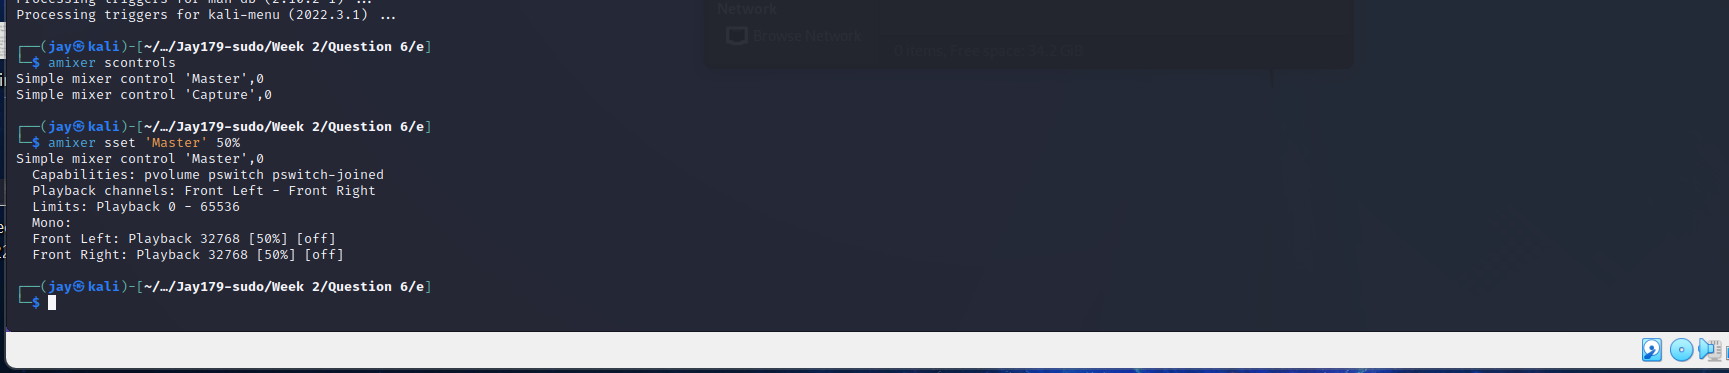 Processing triggers for man-db (2.10.2-1) ...
Processing triggers for kali-menu (2022.3.1) ...
Network
Browse Network
0 items, Free space: 44.2 GiB
┌──(jay㉿kali)-[~/…/Jay179-sudo/Week 2/Question 6/e]
└─$ amixer scontrols
Simple mixer control 'Master',0
Simple mixer control 'Capture',0
┌──(jay㉿kali)-[~/…/Jay179-sudo/Week 2/Question 6/e]
└─$ amixer sset 'Master' 50%
Simple mixer control 'Master',0
Capabilities: pvolume pswitch pswitch-joined
Playback channels: Front Left - Front Right
Limits: Playback 0 - 65536
Mono:
Front Left: Playback 32768 [50%] [off]
Front Right: Playback 32768 [50%] [off]
┌──(jay㉿kali)-[~/…/Jay179-sudo/Week 2/Question 6/e]
└─$